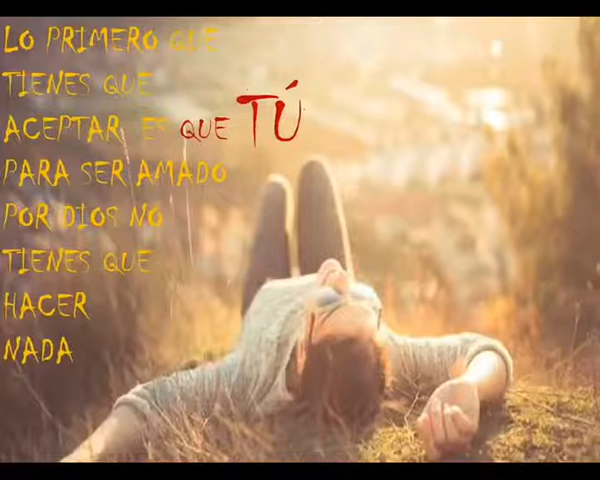 LO PRIMERO QUE
TIENES QUE
ACEPTAR ES QUE TÚ
PARA SER AMADO
POR DIOS NO
TIENES QUE
HACER
NADA